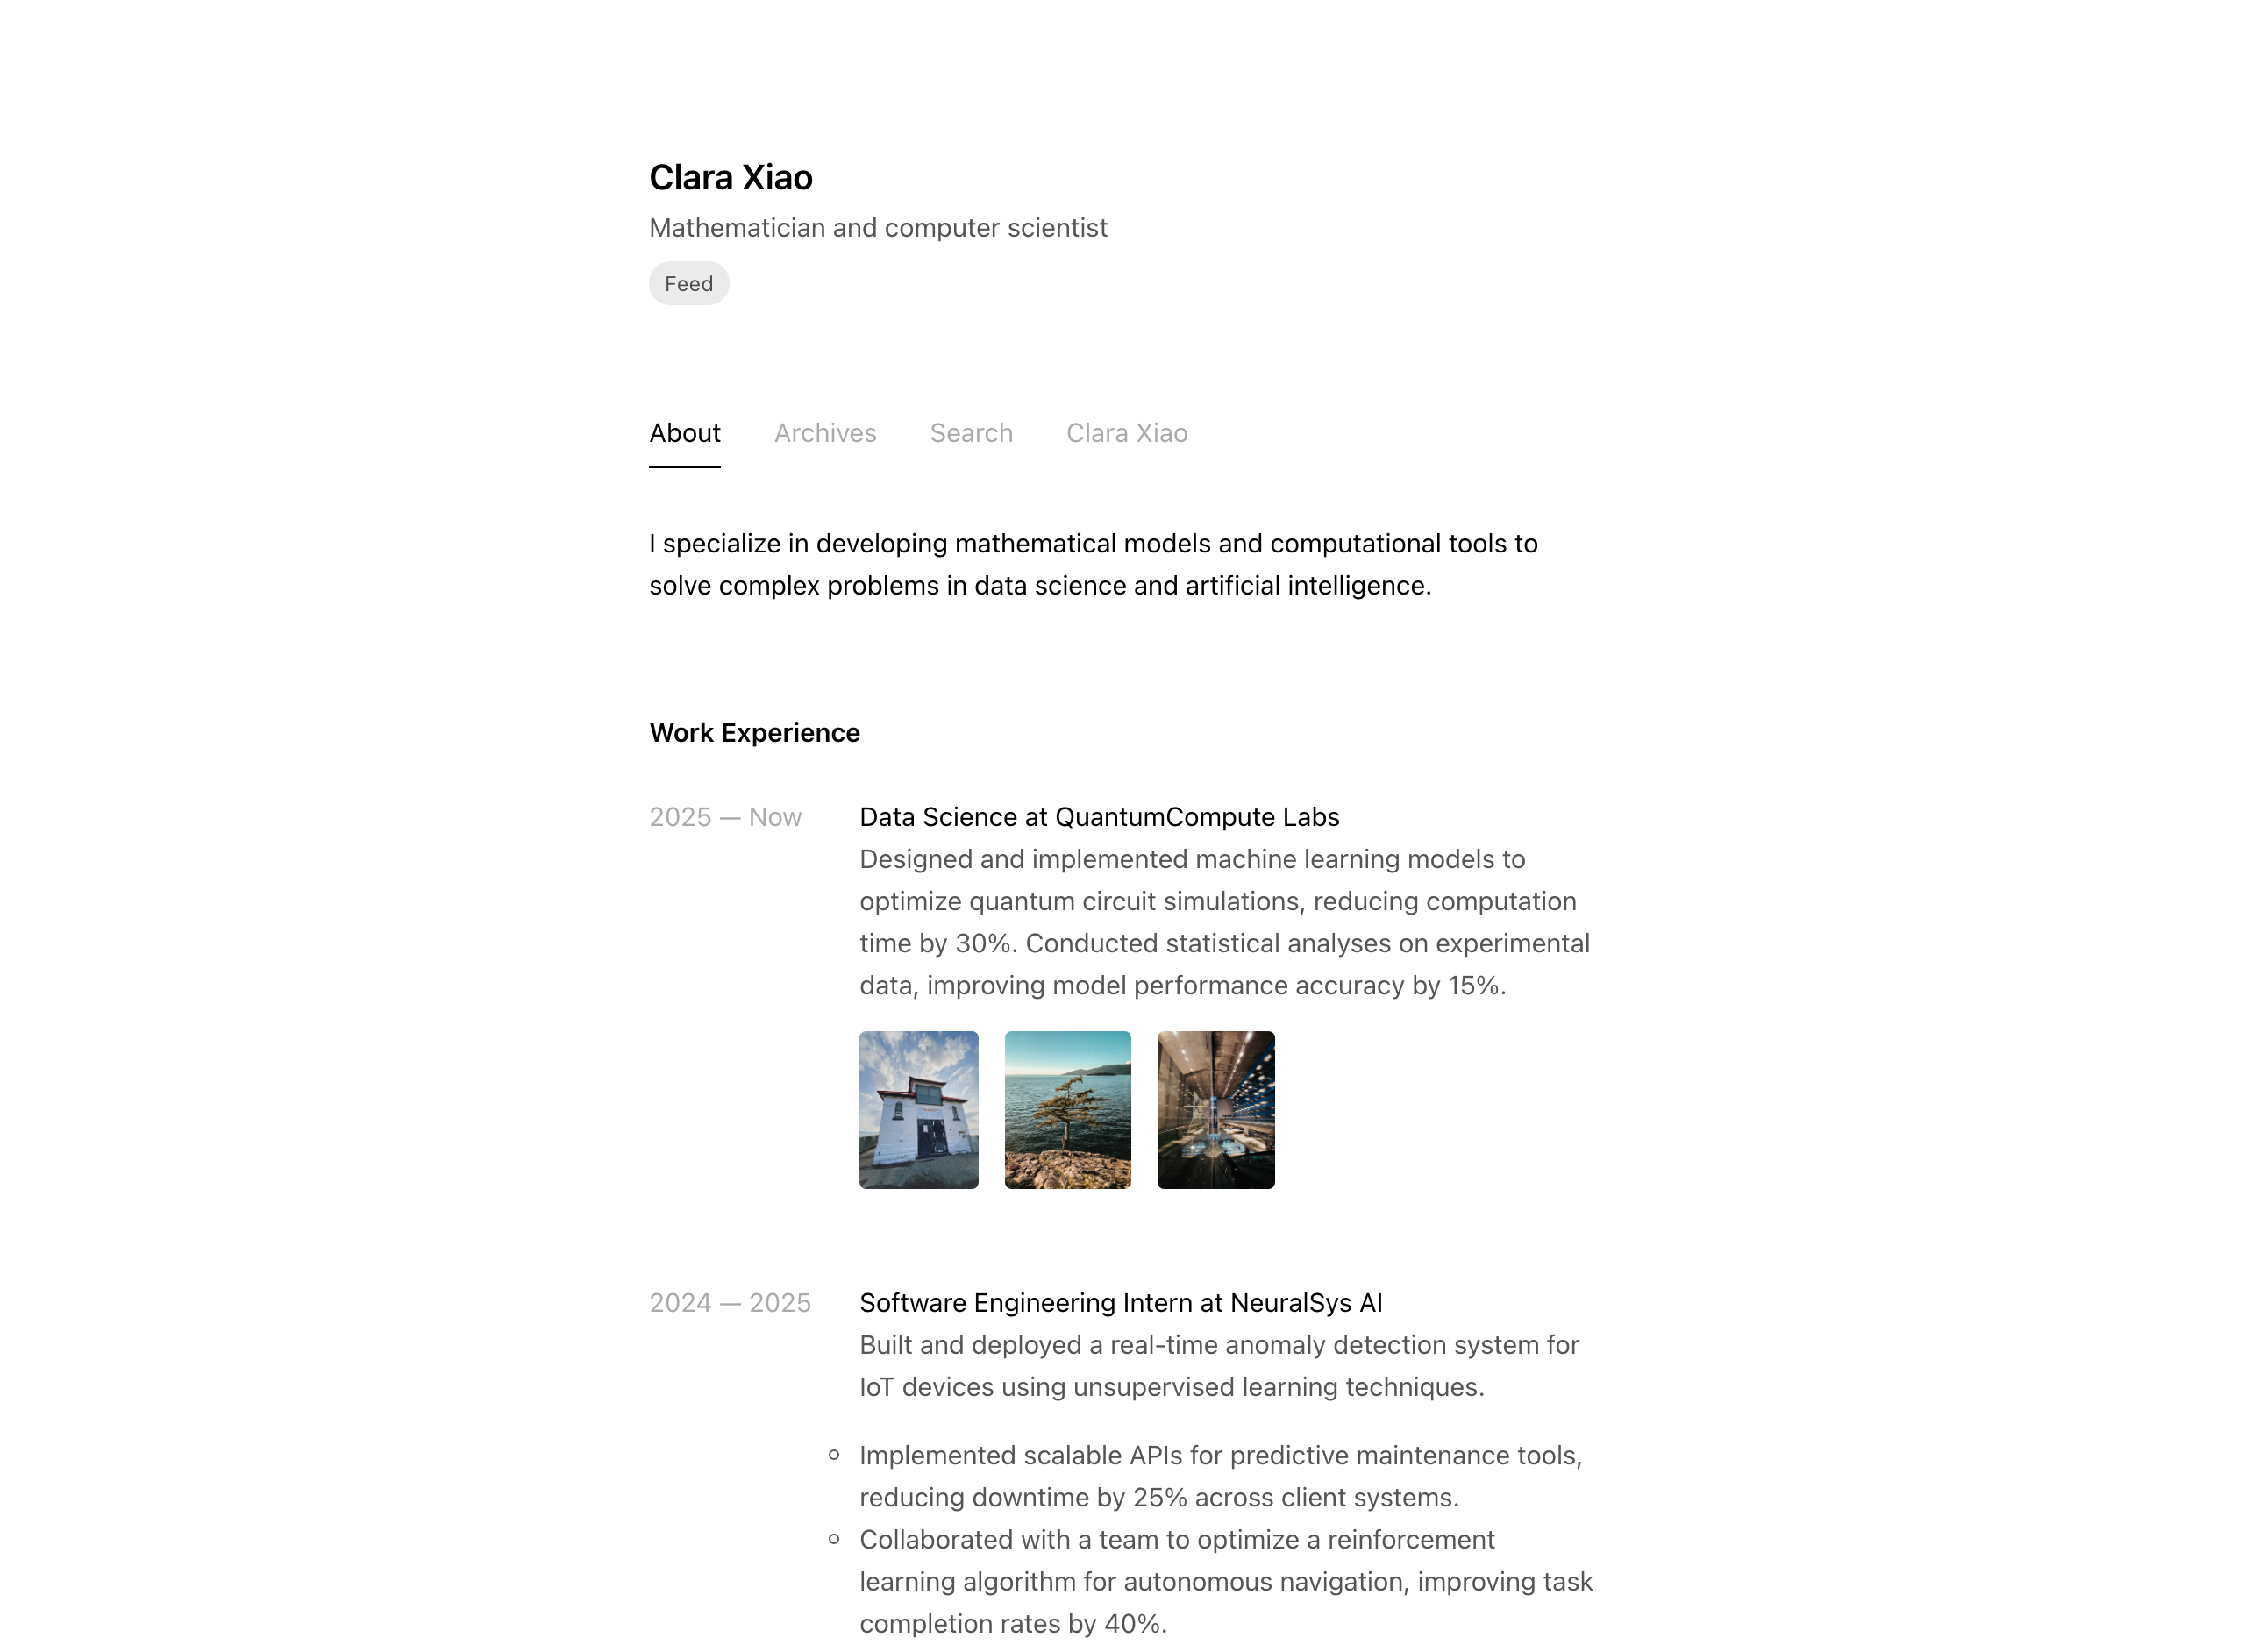 Clara Xiao
Mathematician and computer scientist
Feed
About Archives Search Clara Xiao
I specialize in developing mathematical models and computational tools to
solve complex problems in data science and artificial intelligence.
Work Experience
2025 — Now
Data Science at QuantumCompute Labs
Designed and implemented machine learning models to
optimize quantum circuit simulations, reducing computation
time by 30%. Conducted statistical analyses on experimental
data, improving model performance accuracy by 15%.
2024 — 2025
Software Engineering Intern at NeuralSys AI
Built and deployed a real-time anomaly detection system for
IoT devices using unsupervised learning techniques.
Implemented scalable APIs for predictive maintenance tools,
reducing downtime by 25% across client systems.
Collaborated with a team to optimize a reinforcement
learning algorithm for autonomous navigation, improving task
completion rates by 40%.